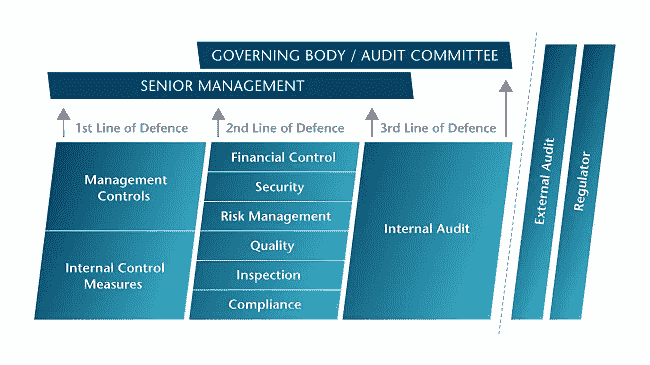 GOVERNING BODY / AUDIT COMMITTEE
SENIOR MANAGEMENT
1st Line of Defence
2nd Line of Defence
3rd Line of Defence
Management
Controls
Internal Control
Measures
Financial Control
Security
Risk Management
Quality
Inspection
Compliance
Internal Audit
External Audit
Regulator